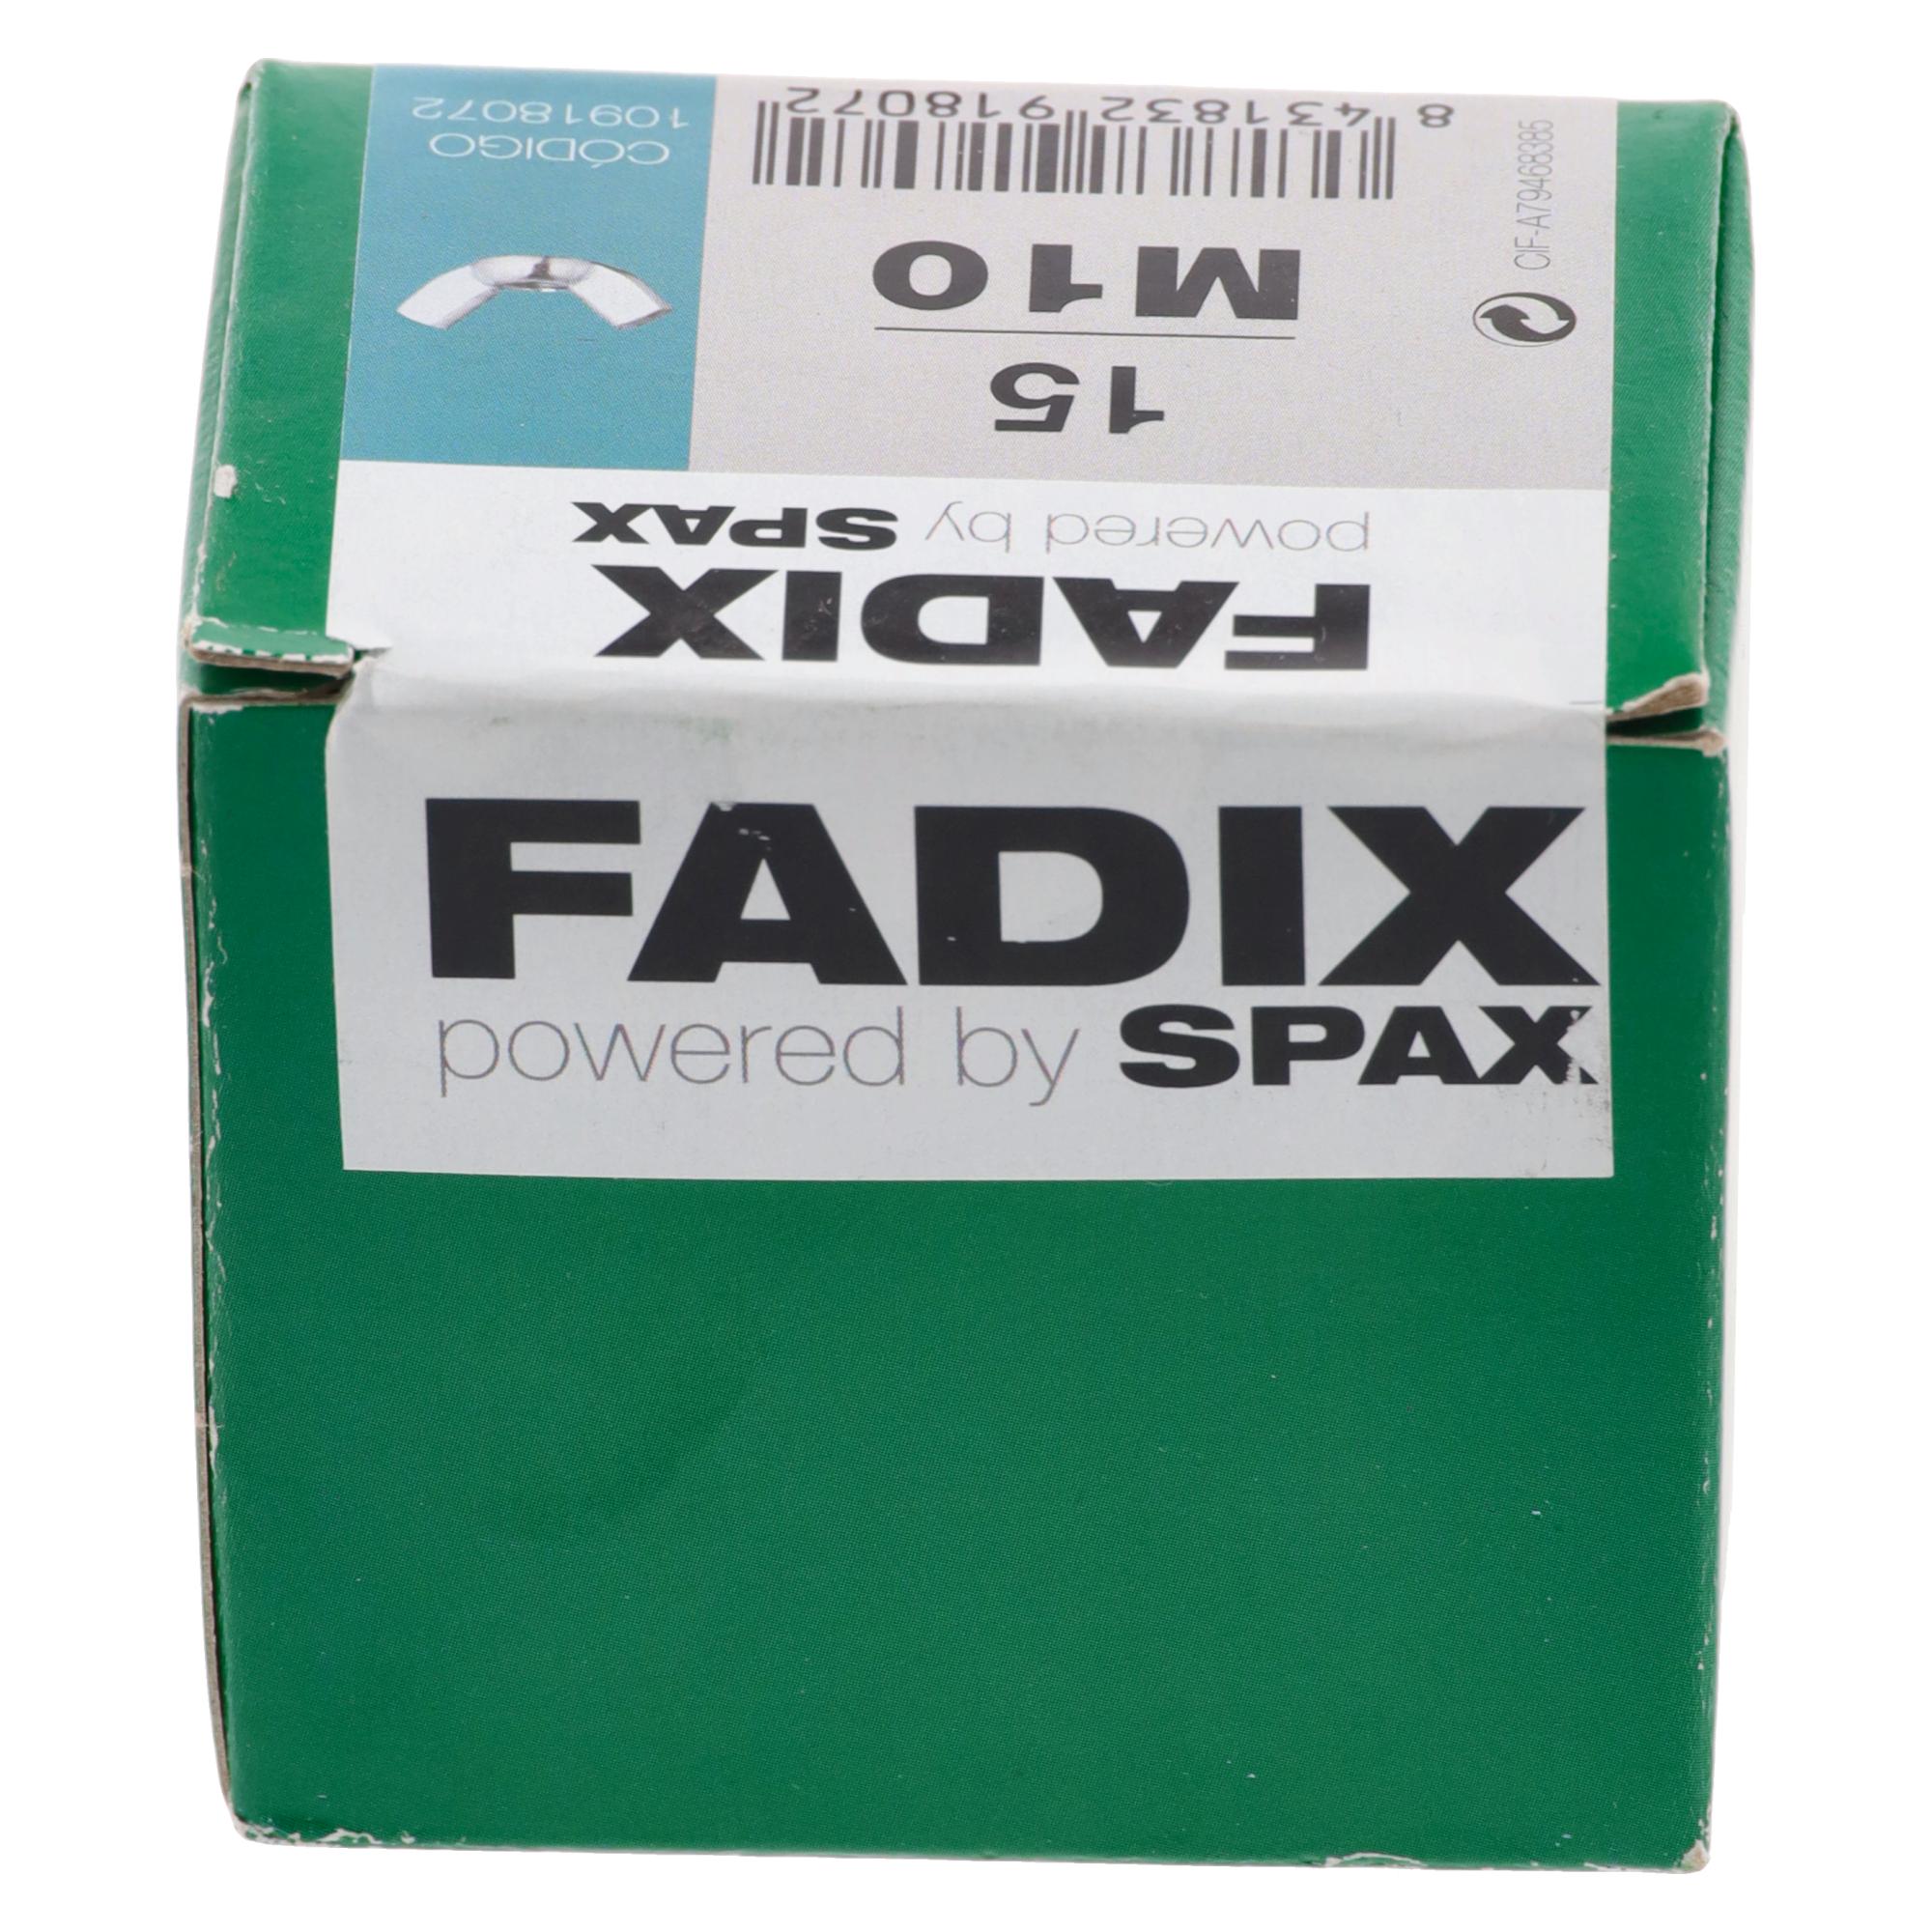 FADIX
powered by SPAX
FADIX
powered by SPAX
15
M10
8 431832 918072
CÓDIGO
10918072
CIF-A79468385